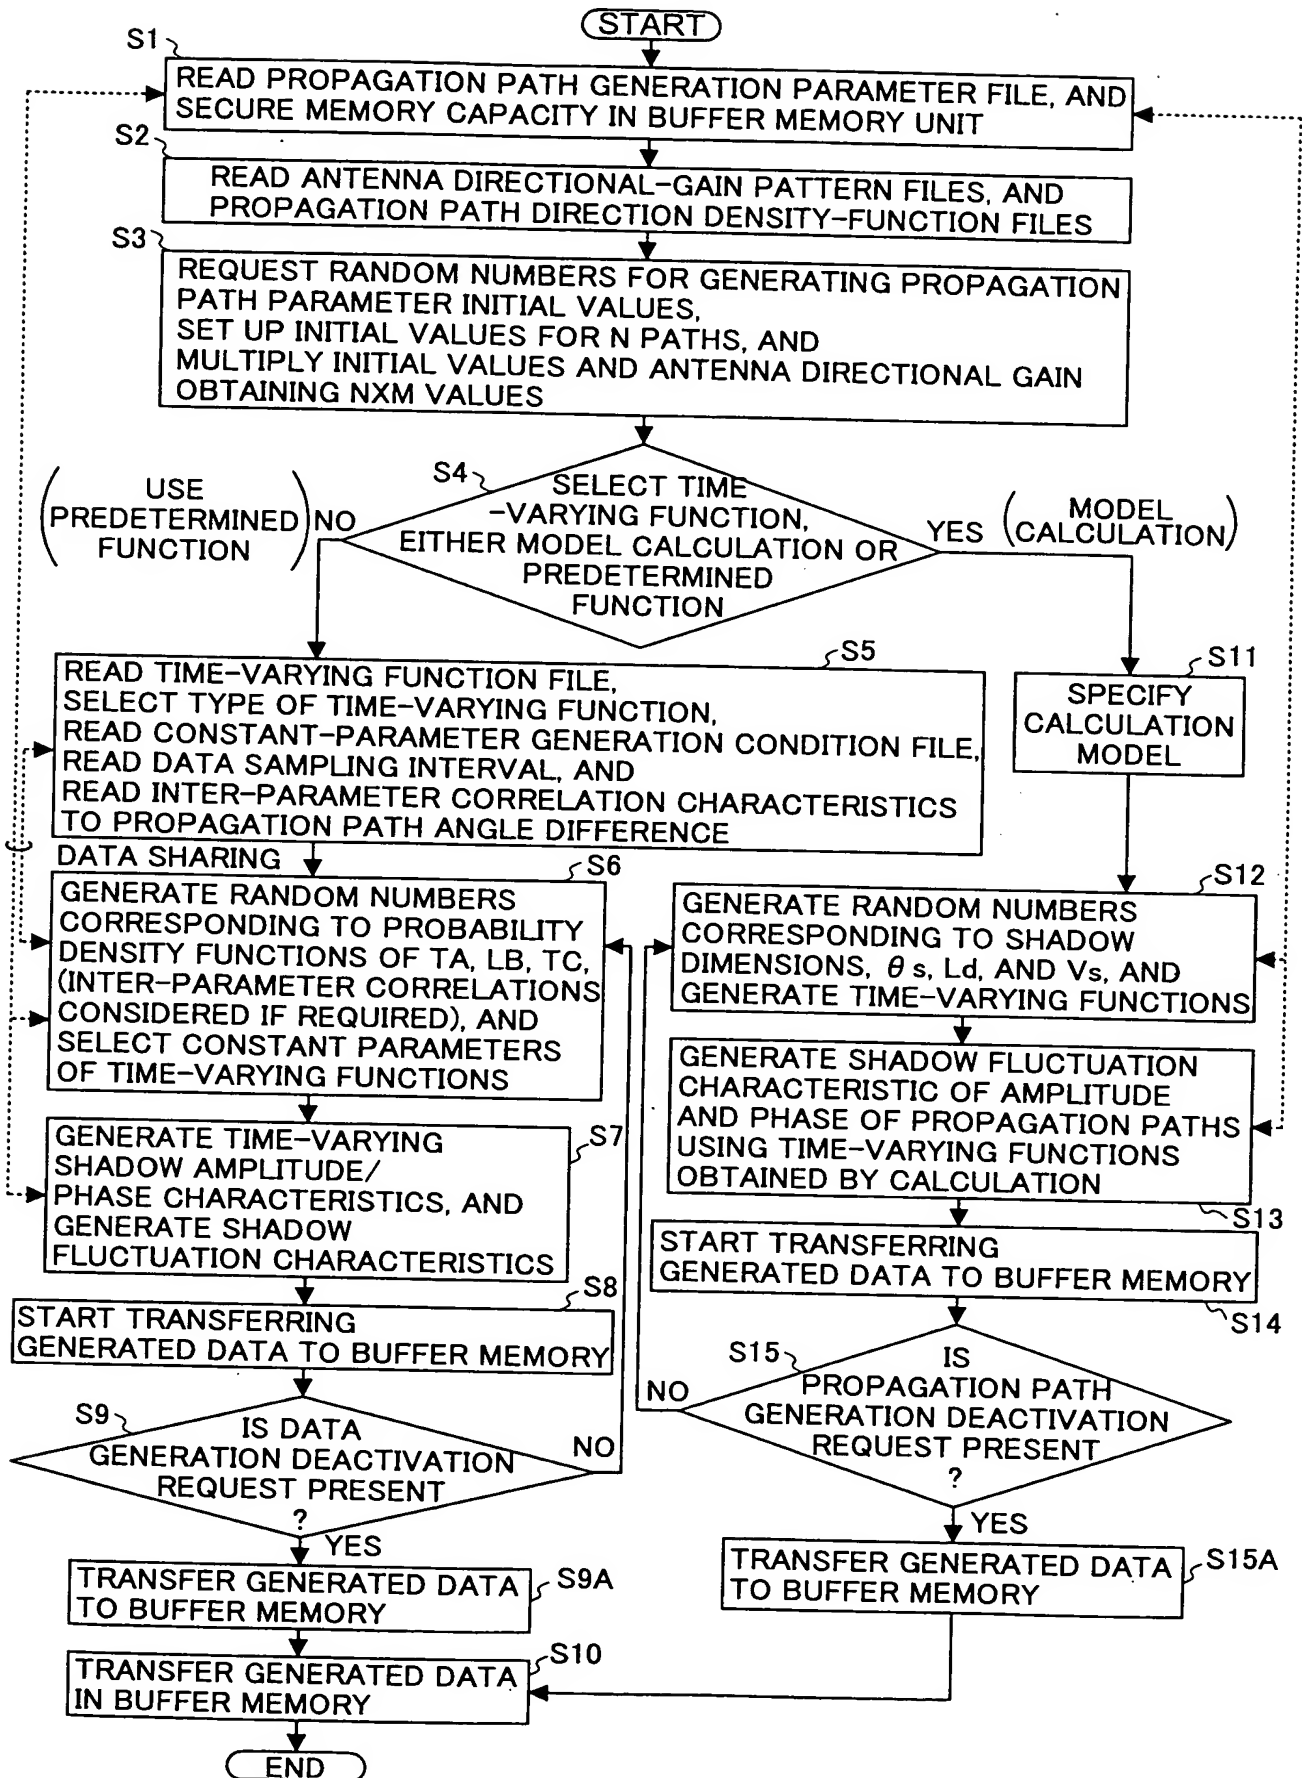 START
S1
READ PROPAGATION PATH GENERATION PARAMETER FILE, AND
SECURE MEMORY CAPACITY IN BUFFER MEMORY UNIT
S2
READ ANTENNA DIRECTIONAL-GAIN PATTERN FILES, AND
PROPAGATION PATH DIRECTION DENSITY-FUNCTION FILES
S3
REQUEST RANDOM NUMBERS FOR GENERATING PROPAGATION
PATH PARAMETER INITIAL VALUES,
SET UP INITIAL VALUES FOR N PATHS, AND
MULTIPLY INITIAL VALUES AND ANTENNA DIRECTIONAL GAIN
OBTAINING NXM VALUES
S4
SELECT TIME
-VARYING FUNCTION,
EITHER MODEL CALCULATION OR
PREDETERMINED
FUNCTION
(USE
PREDETERMINED
FUNCTION)
NO
YES
(MODEL
CALCULATION)
S5
READ TIME-VARYING FUNCTION FILE,
SELECT TYPE OF TIME-VARYING FUNCTION,
READ CONSTANT-PARAMETER GENERATION CONDITION FILE,
READ DATA SAMPLING INTERVAL, AND
READ INTER-PARAMETER CORRELATION CHARACTERISTICS
TO PROPAGATION PATH ANGLE DIFFERENCE
S11
SPECIFY
CALCULATION
MODEL
DATA SHARING
S6
GENERATE RANDOM NUMBERS
CORRESPONDING TO PROBABILITY
DENSITY FUNCTIONS OF TA, LB, TC,
(INTER-PARAMETER CORRELATIONS
CONSIDERED IF REQUIRED), AND
SELECT CONSTANT PARAMETERS
OF TIME-VARYING FUNCTIONS
S12
GENERATE RANDOM NUMBERS
CORRESPONDING TO SHADOW
DIMENSIONS, θs, Ld, AND Vs, AND
GENERATE TIME-VARYING FUNCTIONS
GENERATE SHADOW FLUCTUATION
CHARACTERISTIC OF AMPLITUDE
AND PHASE OF PROPAGATION PATHS
USING TIME-VARYING FUNCTIONS
OBTAINED BY CALCULATION
S13
S7
GENERATE TIME-VARYING
SHADOW AMPLITUDE/
PHASE CHARACTERISTICS, AND
GENERATE SHADOW
FLUCTUATION CHARACTERISTICS
START TRANSFERRING
GENERATED DATA TO BUFFER MEMORY
S14
S8
START TRANSFERRING
GENERATED DATA TO BUFFER MEMORY
S15
IS
PROPAGATION PATH
GENERATION DEACTIVATION
REQUEST PRESENT
?
NO
YES
S9
IS DATA
GENERATION DEACTIVATION
REQUEST PRESENT
?
NO
YES
TRANSFER GENERATED DATA
TO BUFFER MEMORY
S9A
TRANSFER GENERATED DATA
TO BUFFER MEMORY
S15A
TRANSFER GENERATED DATA
IN BUFFER MEMORY
S10
END